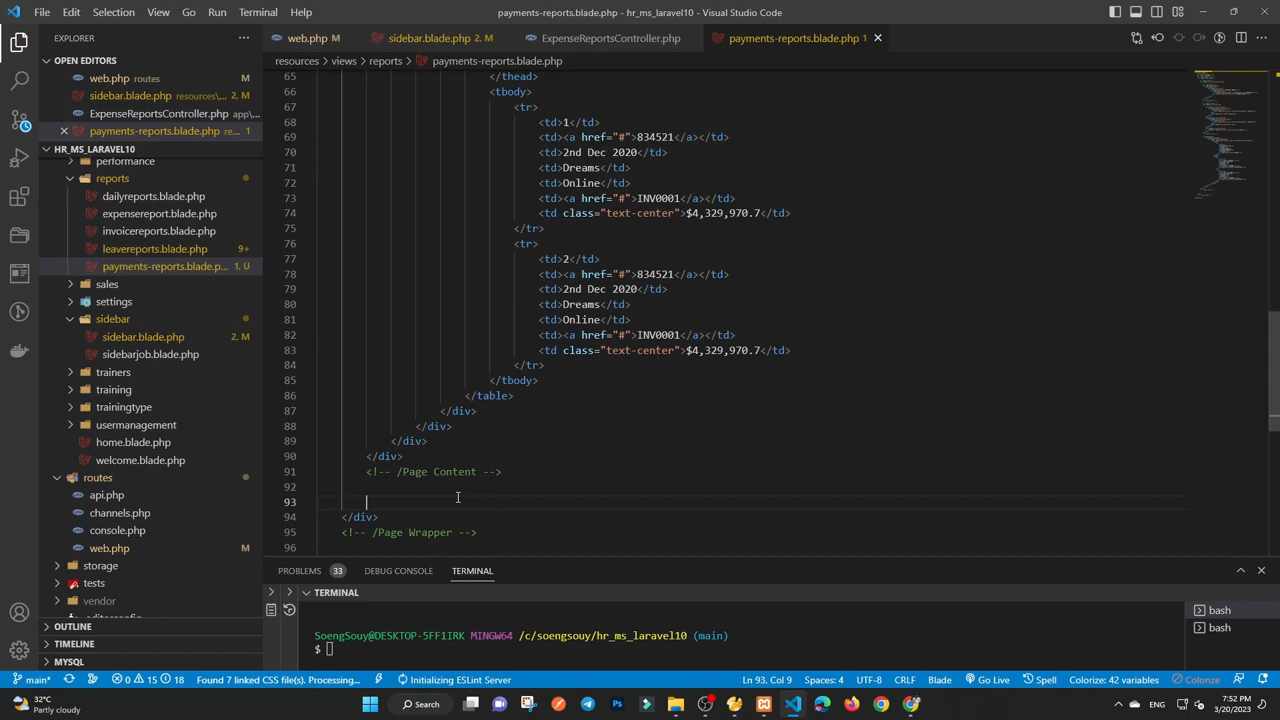 File Edit Selection View Go Run Terminal Help
payments-reports.blade.php - hr_ms_laravel10 - Visual Studio Code
EXPLORER
OPEN EDITORS
web.php routes M
sidebar.blade.php resources\... 2, M
ExpenseReportsController.php app\...
payments-reports.blade.php re... 1
HR_MS_LARAVEL10
performance
reports
dailyreports.blade.php
expensereport.blade.php
invoicereports.blade.php
leavereports.blade.php 9+
payments-reports.blade.p... 1, U
sales
settings
sidebar
sidebar.blade.php 2, M
sidebarjob.blade.php
trainers
training
trainingtype
usermanagement
home.blade.php
welcome.blade.php
routes
api.php
channels.php
console.php
web.php M
storage
tests
vendor
OUTLINE
TIMELINE
MYSQL
web.php M
sidebar.blade.php 2, M
ExpenseReportsController.php
payments-reports.blade.php 1
resources > views > reports > payments-reports.blade.php
65 </thead>
66 <tbody>
67 <tr>
68 <td>1</td>
69 <td><a href="#">834521</a></td>
70 <td>2nd Dec 2020</td>
71 <td>Dreams</td>
72 <td>Online</td>
73 <td><a href="#">INV0001</a></td>
74 <td class="text-center">$4,329,970.7</td>
75 </tr>
76 <tr>
77 <td>2</td>
78 <td><a href="#">834521</a></td>
79 <td>2nd Dec 2020</td>
80 <td>Dreams</td>
81 <td>Online</td>
82 <td><a href="#">INV0001</a></td>
83 <td class="text-center">$4,329,970.7</td>
84 </tr>
85 </tbody>
86 </table>
87 </div>
88 </div>
89 </div>
90 </div>
91 <!-- /Page Content -->
92
93
94 </div>
95 <!-- /Page Wrapper -->
96
PROBLEMS 33 DEBUG CONSOLE TERMINAL
TERMINAL
SoengSouy@DESKTOP-5FF1IRK MINGW64 /c/soengsouy/hr_ms_laravel10 (main)
$
bash
bash
main* 0 15 18 Found 7 linked CSS file(s). Processing... Initializing ESLint Server
Ln 93, Col 9 Spaces: 4 UTF-8 CRLF Blade Go Live Spell Colorize: 42 variables Colorize
32°C
Partly cloudy
Search
ENG
7:52 PM
3/20/2023